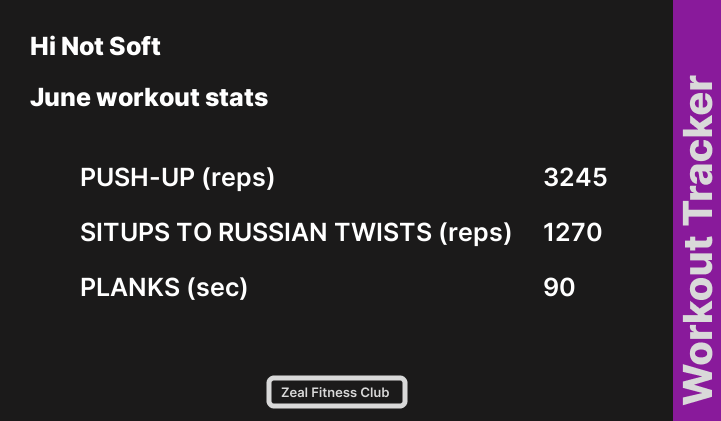 Hi Not Soft
June workout stats
PUSH-UP (reps) 3245
SITUPS TO RUSSIAN TWISTS (reps) 1270
PLANKS (sec) 90
Zeal Fitness Club
Workout Tracker